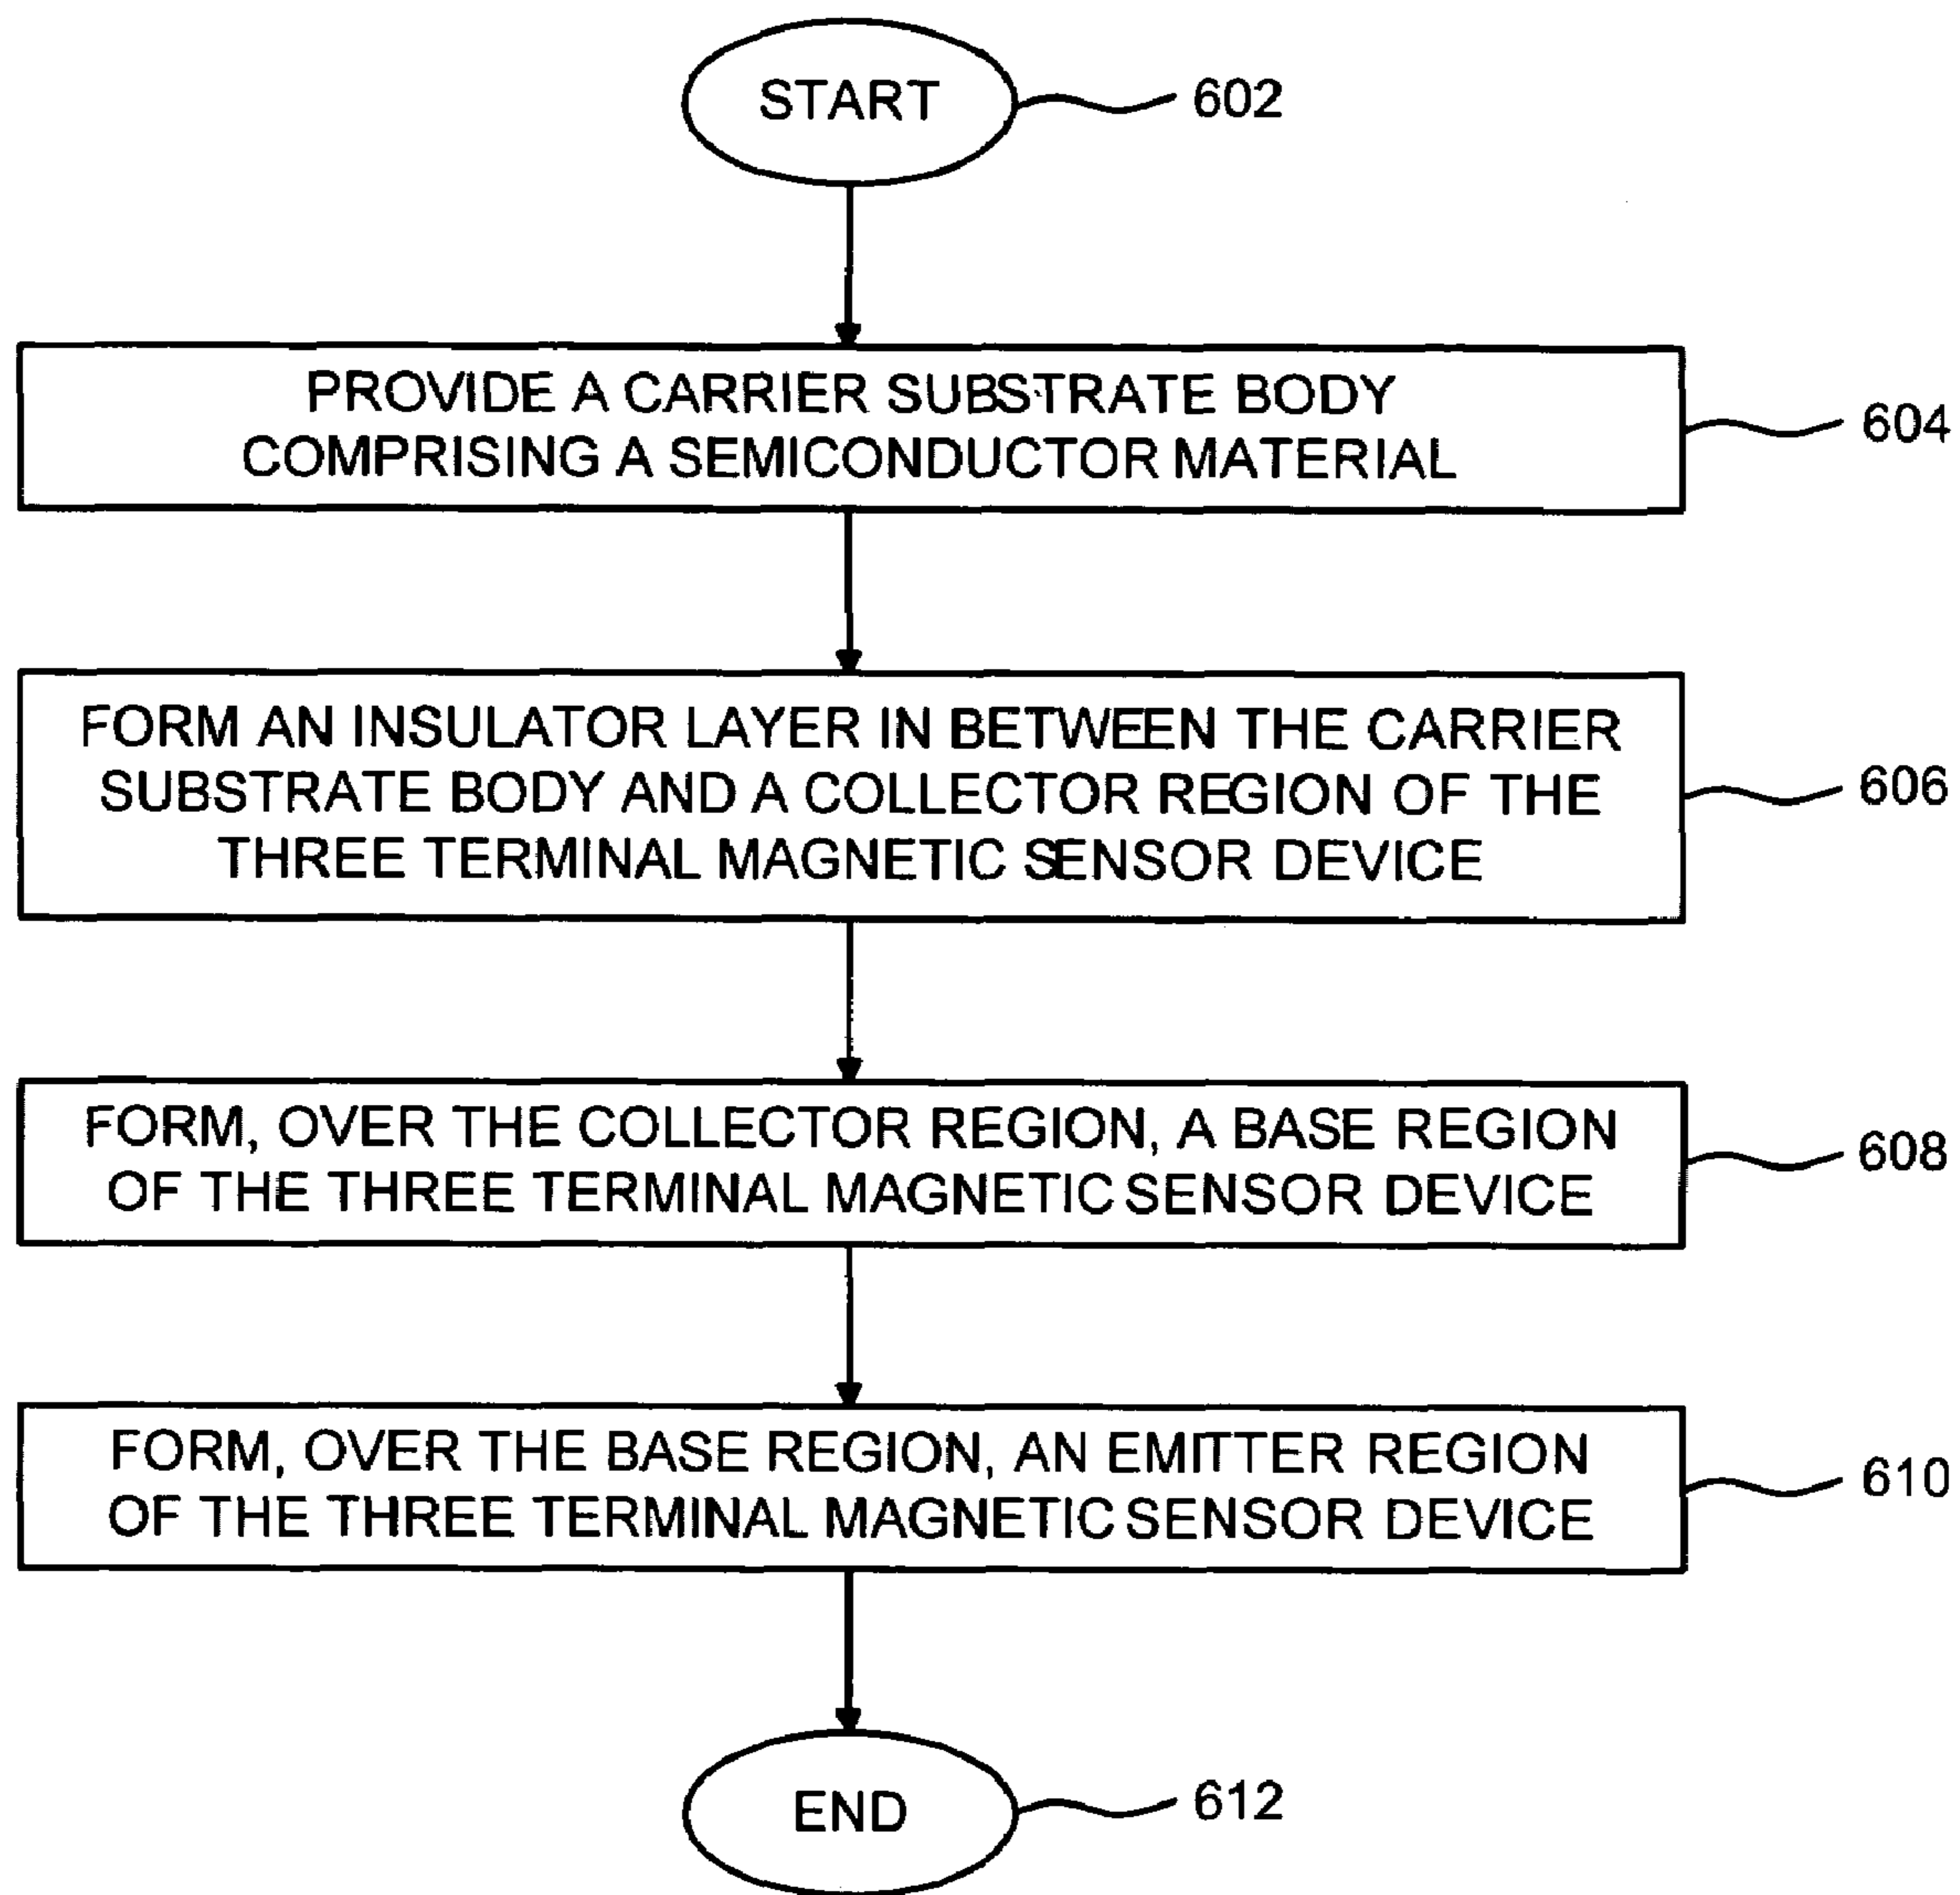 START
602
PROVIDE A CARRIER SUBSTRATE BODY
COMPRISING A SEMICONDUCTOR MATERIAL
604
FORM AN INSULATOR LAYER IN BETWEEN THE CARRIER
SUBSTRATE BODY AND A COLLECTOR REGION OF THE
THREE TERMINAL MAGNETIC SENSOR DEVICE
606
FORM, OVER THE COLLECTOR REGION, A BASE REGION
OF THE THREE TERMINAL MAGNETIC SENSOR DEVICE
608
FORM, OVER THE BASE REGION, AN EMITTER REGION
OF THE THREE TERMINAL MAGNETIC SENSOR DEVICE
610
END
612